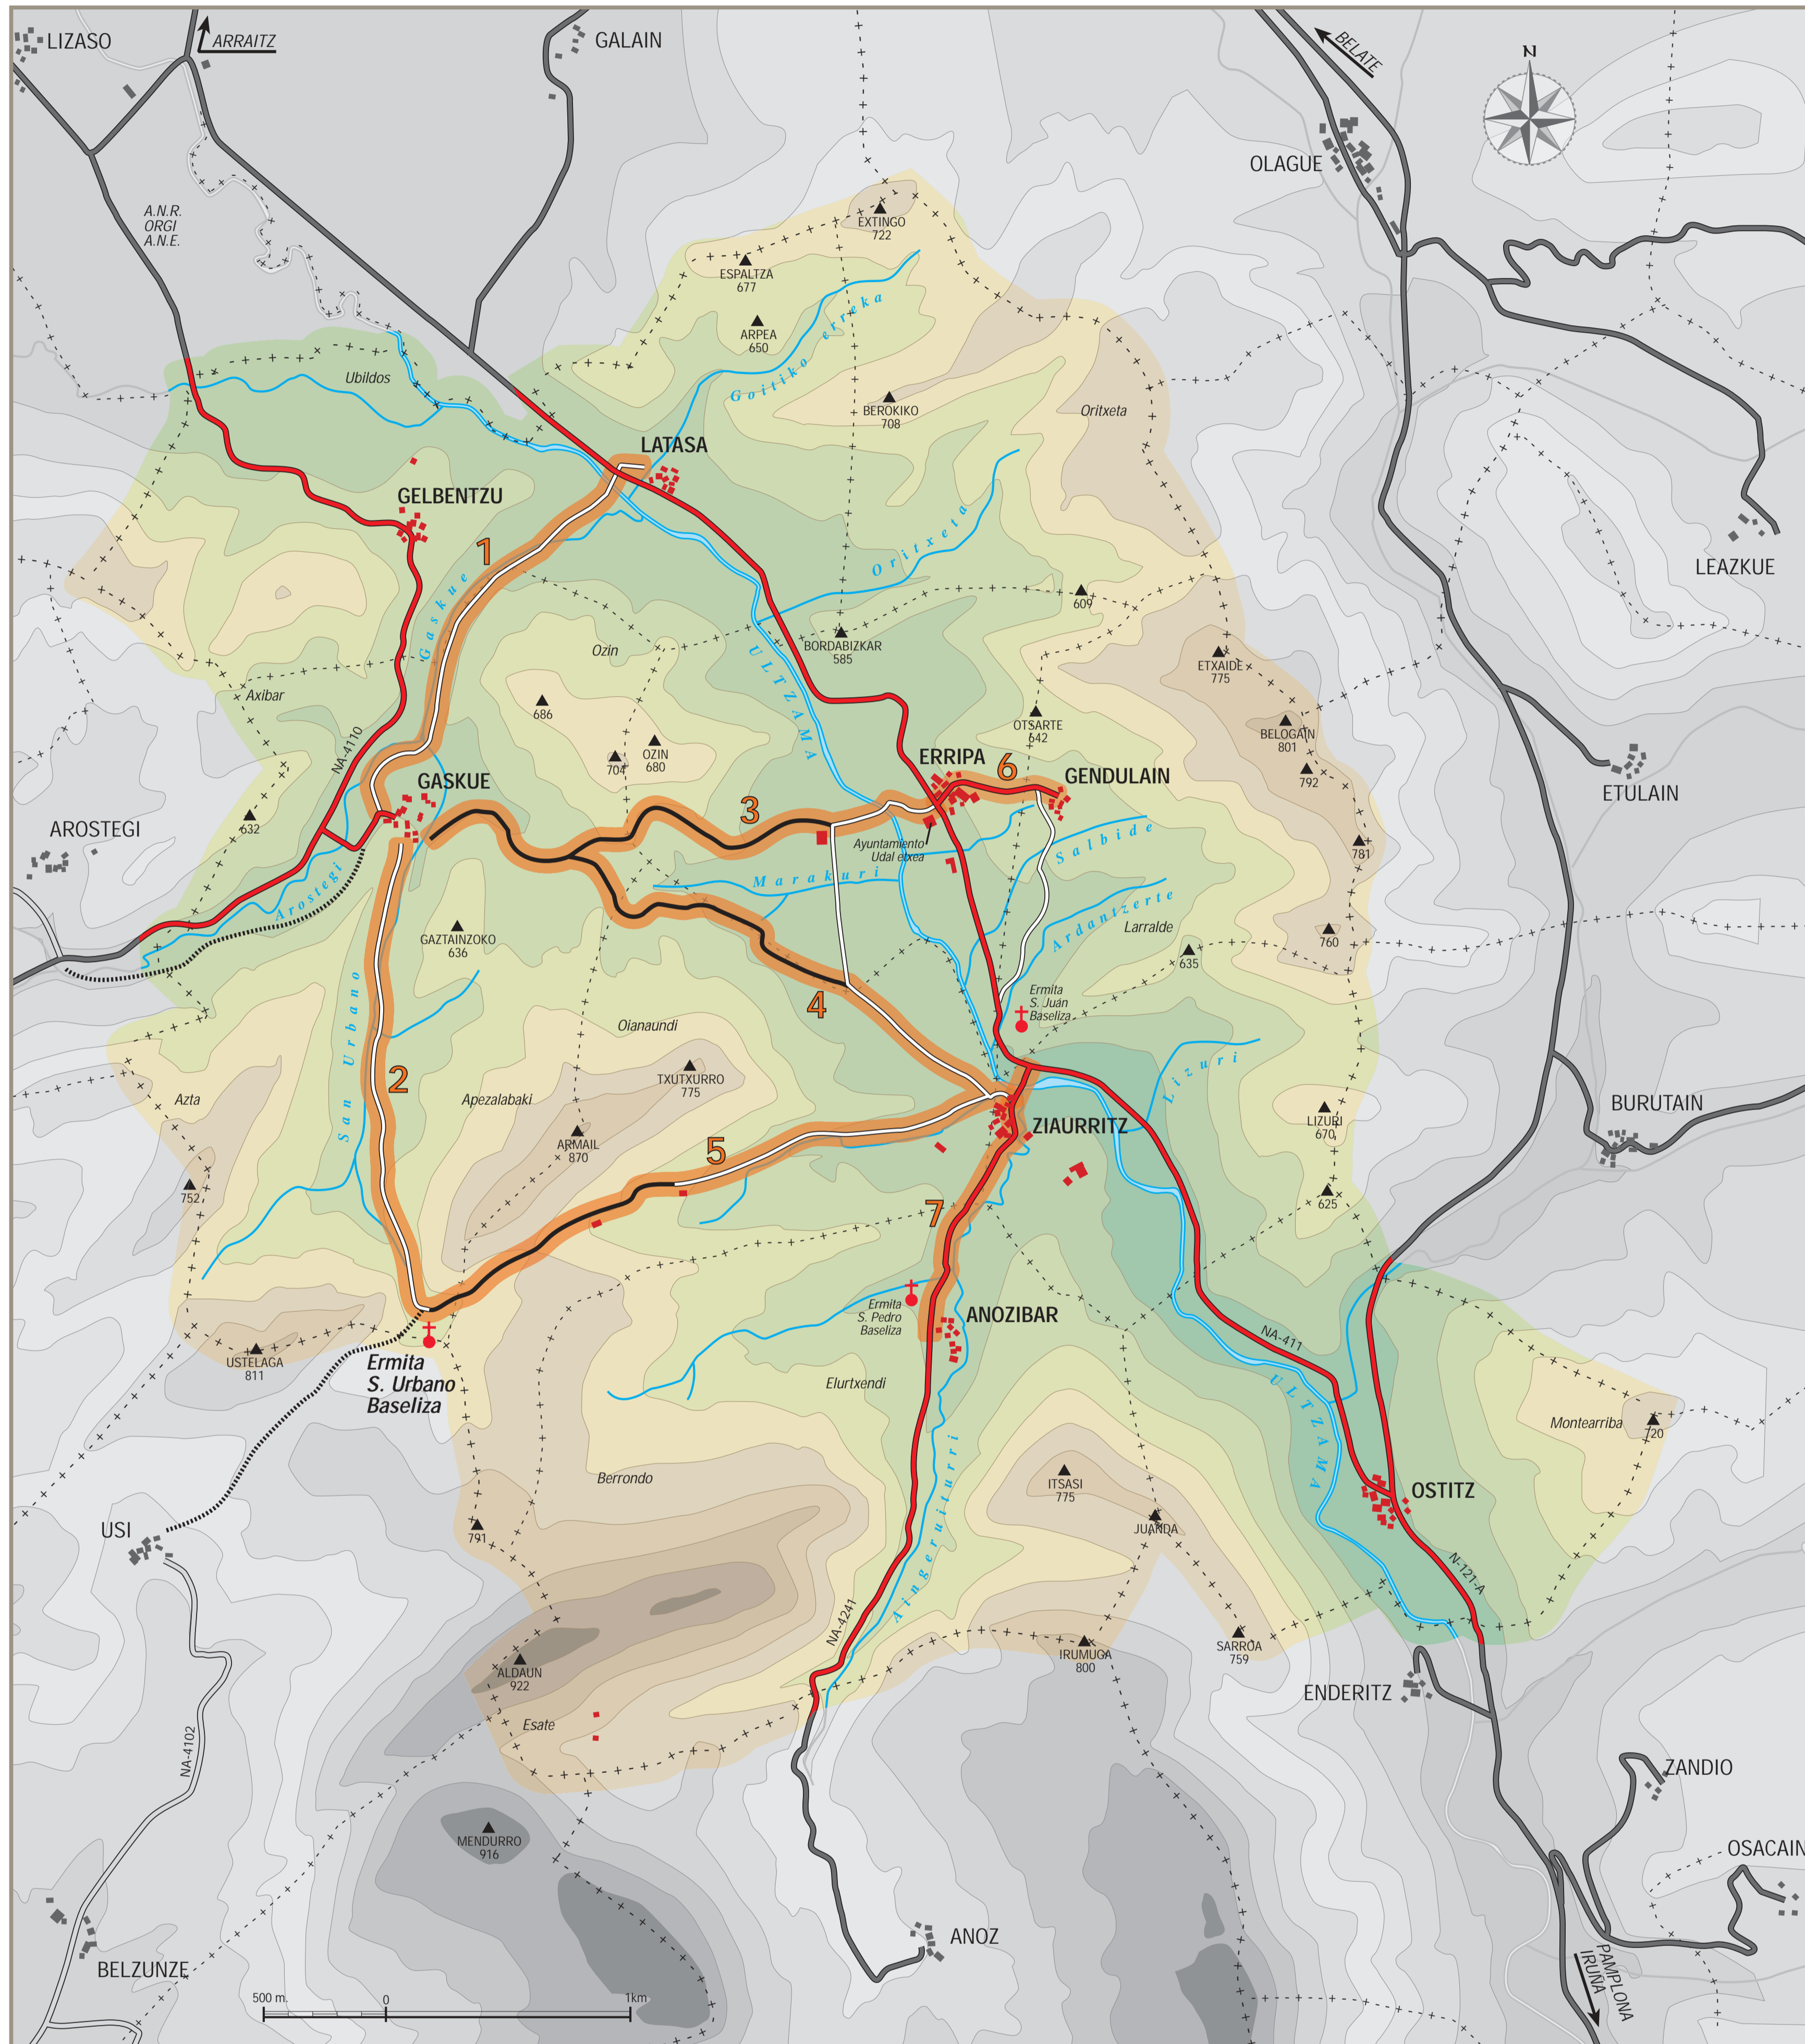 LIZASO
ARRAITZ
GALAIN
BELATE
N
OLAGUE
A.N.R.
ORGI
A.N.E.
EXTINGO
722
ESPALTZA
677
ARPEA
650
Goitiko erreka
Ubildos
BEROKIKO
708
Oritxeta
LATASA
GELBENTZU
1
Gaskue
Oritxeta
LEAZKUE
609
BORDABIZKAR
585
Ozin
ULTZAMA
ETXAIDE
775
Axibar
686
OTSARTE
642
BELOGAIN
801
NA-4110
704
OZIN
680
792
ERRIPA
6
GENDULAIN
GASKUE
ETULAIN
3
632
AROSTEGI
Ayuntamiento
Udal etxea
Salbide
781
Marakuri
Arostegi
Ardantzerte
Larralde
GAZTAINZOKO
636
760
635
San Urbano
4
Ermita
S. Juán
Baseliza
Oianaundi
Lizuri
TXUTXURRO
775
2
Azta
Apezalabaki
BURUTAIN
LIZURI
670
ARMAIL
870
ZIAURRITZ
5
752
625
7
Ermita
S. Pedro
Baseliza
ANOZIBAR
NA-411
USTELAGA
811
Ermita
S. Urbano
Baseliza
Elurtxendi
ULTZAMA
Montearriba
720
Berrondo
ITSASI
775
OSTITZ
USI
791
JUANDA
Aingeruiturri
N-121-A
NA-4241
SARROA
759
IRUMUGA
800
ALDAUN
922
ENDERITZ
Esate
NA-4102
ZANDIO
MENDURRO
916
OSACAIN
ANOZ
BELZUNZE
PAMPLONA
IRUÑA
500 m.
0
1km